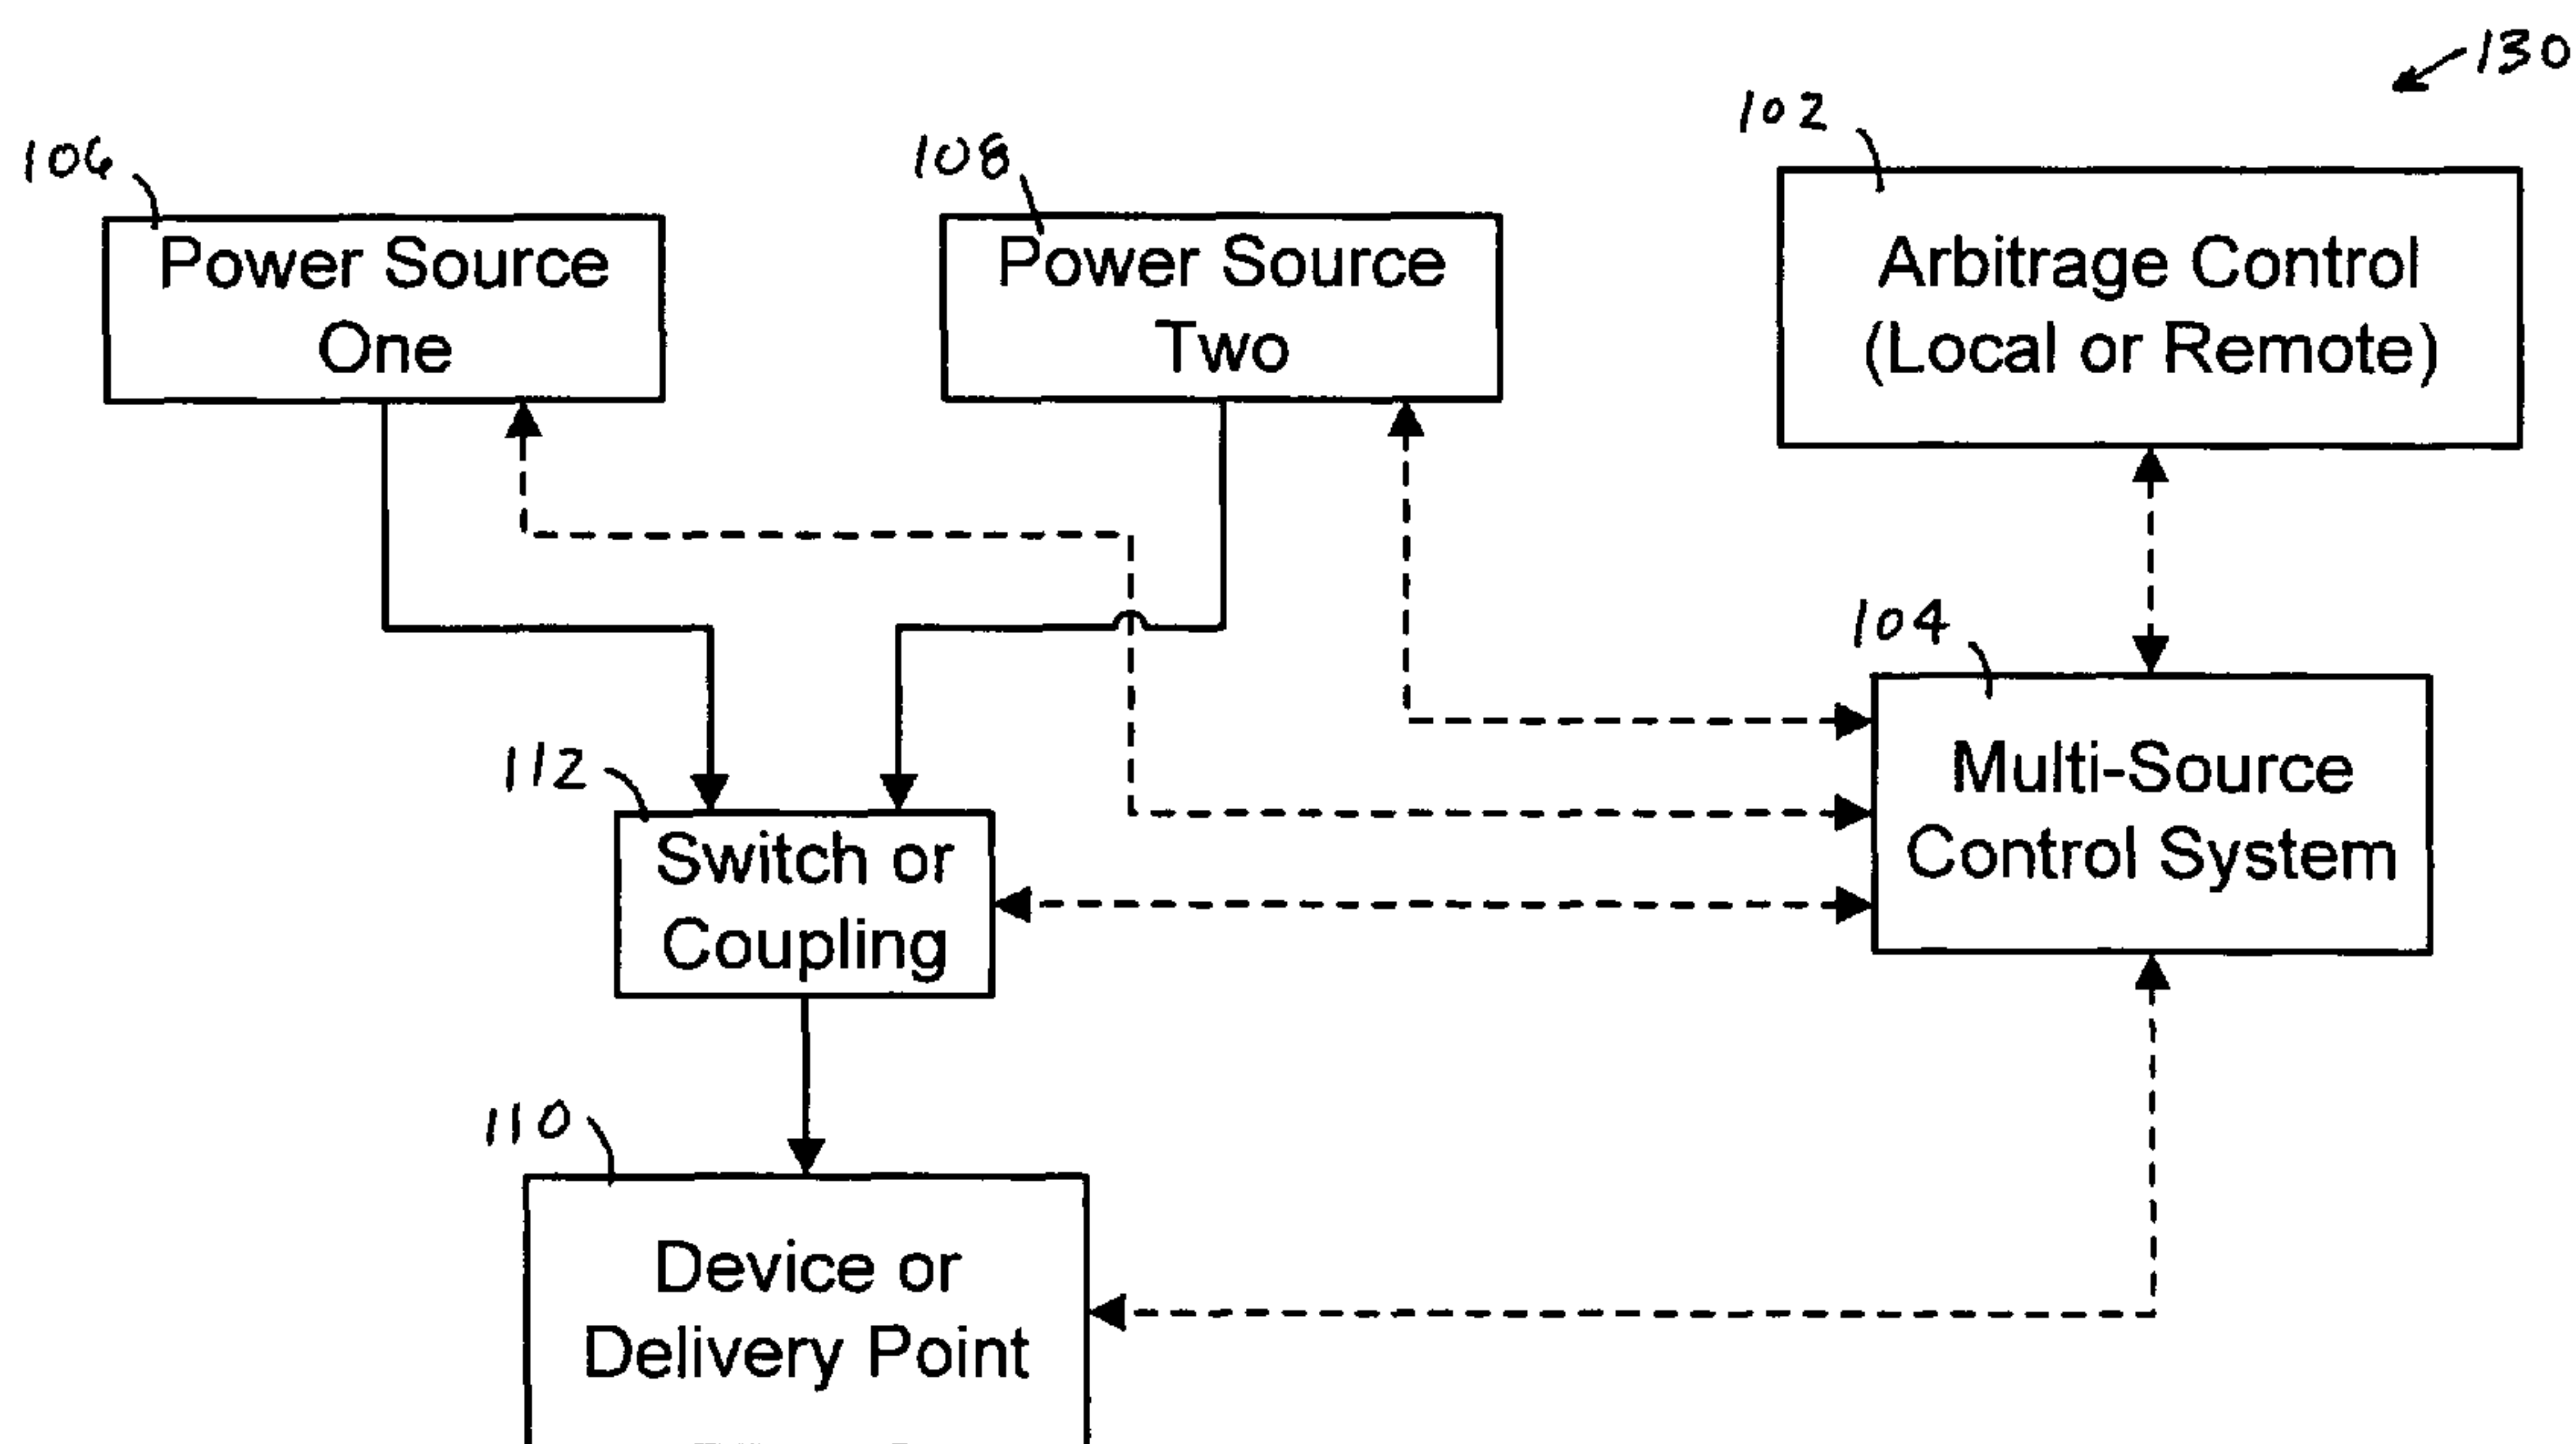 130
102
106
108
Power Source
One
Power Source
Two
Arbitrage Control
(Local or Remote)
104
Multi-Source
Control System
112
Switch or
Coupling
110
Device or
Delivery Point